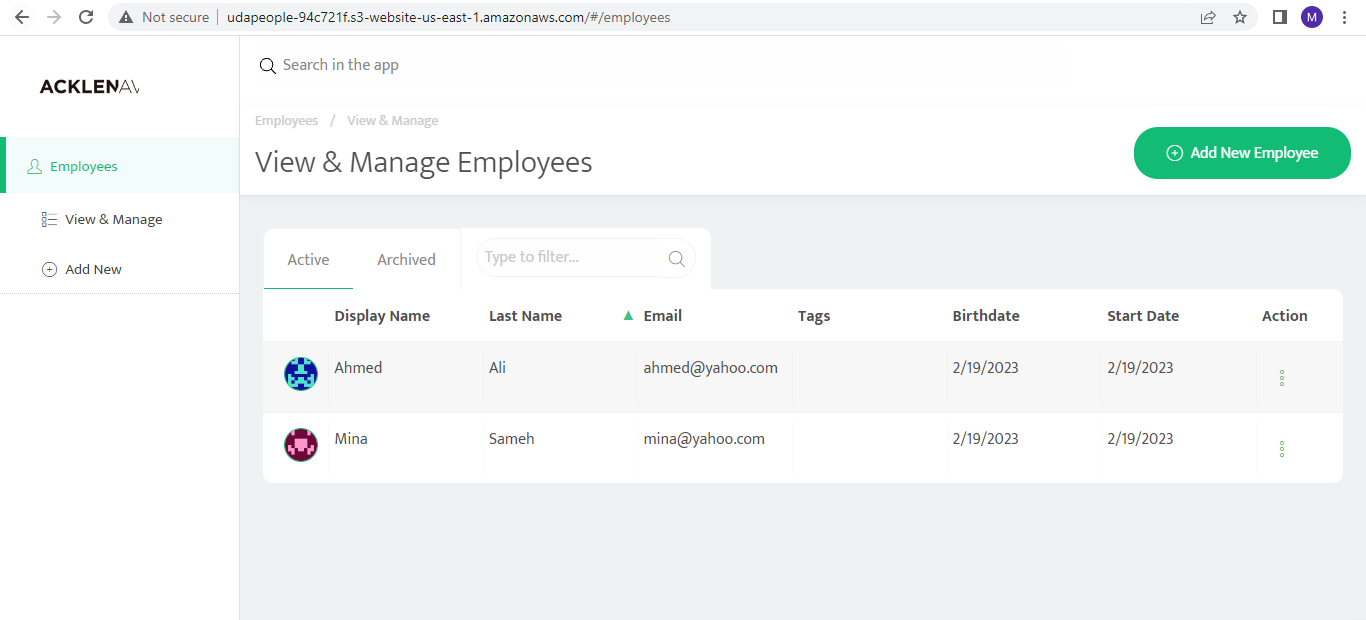 Not secure udapeople-94c721f.s3-website-us-east-1.amazonaws.com/#/employees M
ACKLENAV
Search in the app
Employees / View & Manage
View & Manage Employees
Add New Employee
Employees
View & Manage
Add New
Active Archived Type to filter...
Display Name Last Name ▲ Email Tags Birthdate Start Date Action
Ahmed Ali ahmed@yahoo.com 2/19/2023 2/19/2023
Mina Sameh mina@yahoo.com 2/19/2023 2/19/2023